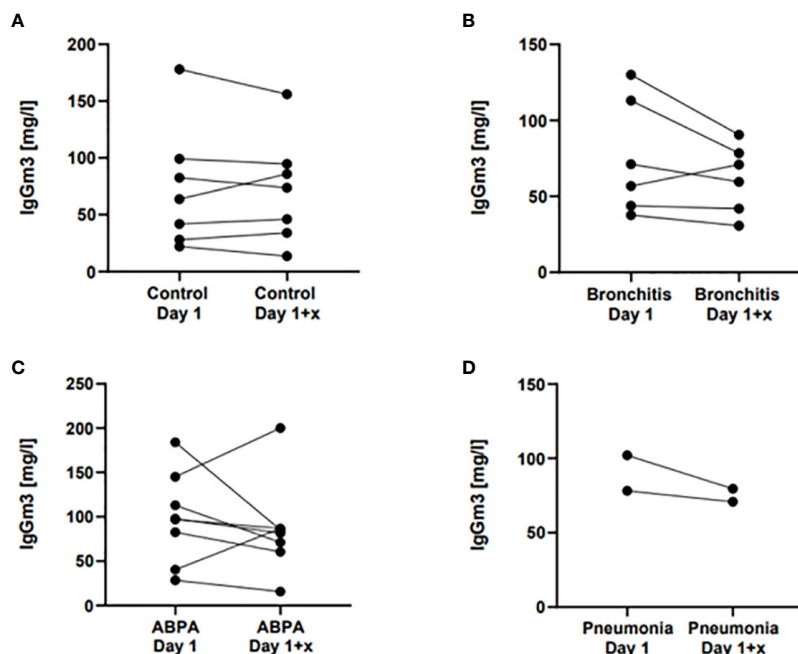 A
IgGm3 [mg/l]
200
150
100
50
0
Control
Day 1
Control
Day 1+x
B
IgGm3 [mg/l]
150
100
50
0
Bronchitis
Day 1
Bronchitis
Day 1+x
C
IgGm3 [mg/l]
250
200
150
100
50
0
ABPA
Day 1
ABPA
Day 1+x
D
IgGm3 [mg/l]
150
100
50
0
Pneumonia
Day 1
Pneumonia
Day 1+x